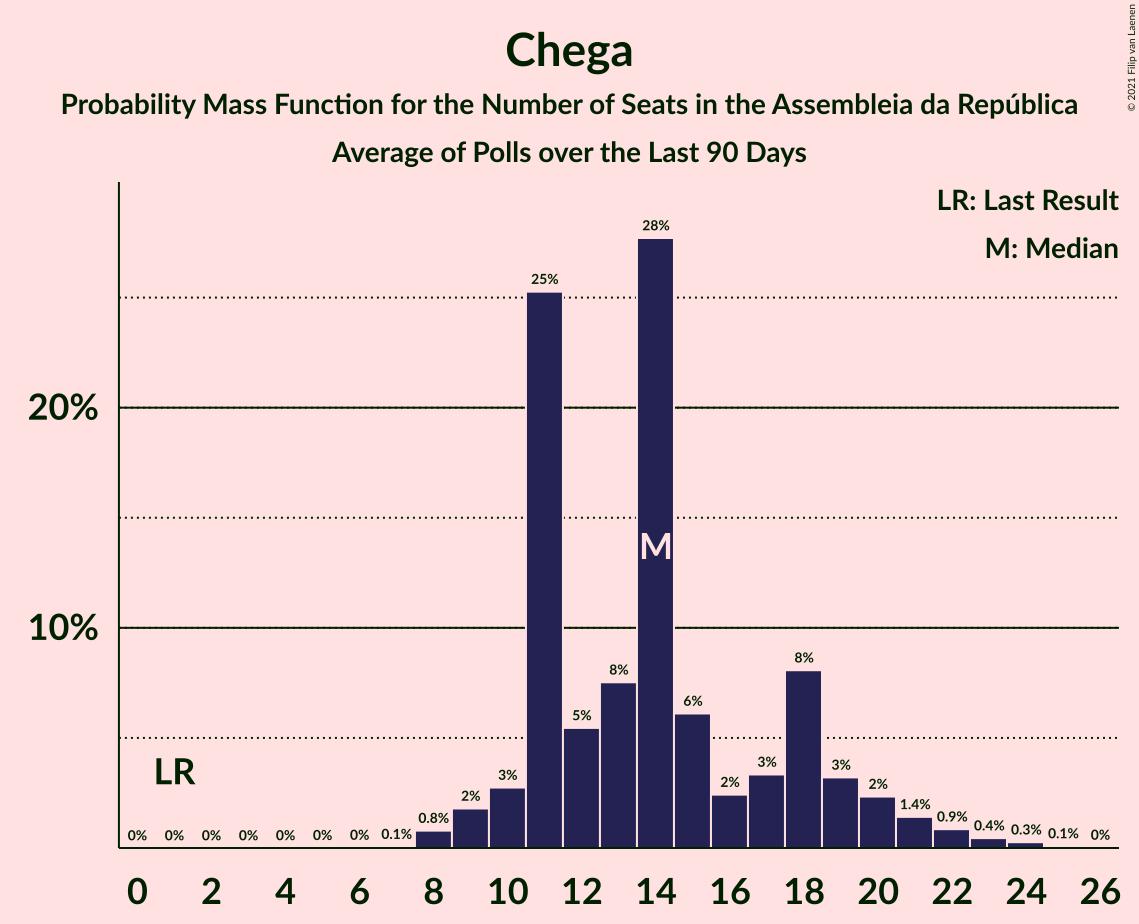 © 2021 Filip van Laenen
Chega
Probability Mass Function for the Number of Seats in the Assembleia da República
Average of Polls over the Last 90 Days
LR: Last Result
M: Median
28%
25%
20%
M
10%
8%
8%
6%
5%
LR
3%
3%
3%
2%
2%
2%
1.4%
0.9%
0.8%
0.4%
0.3%
0.1%
0.1%
0% 0% 0% 0% 0% 0% 0% 0%
0 2 4 6 8 10 12 14 16 18 20 22 24 26